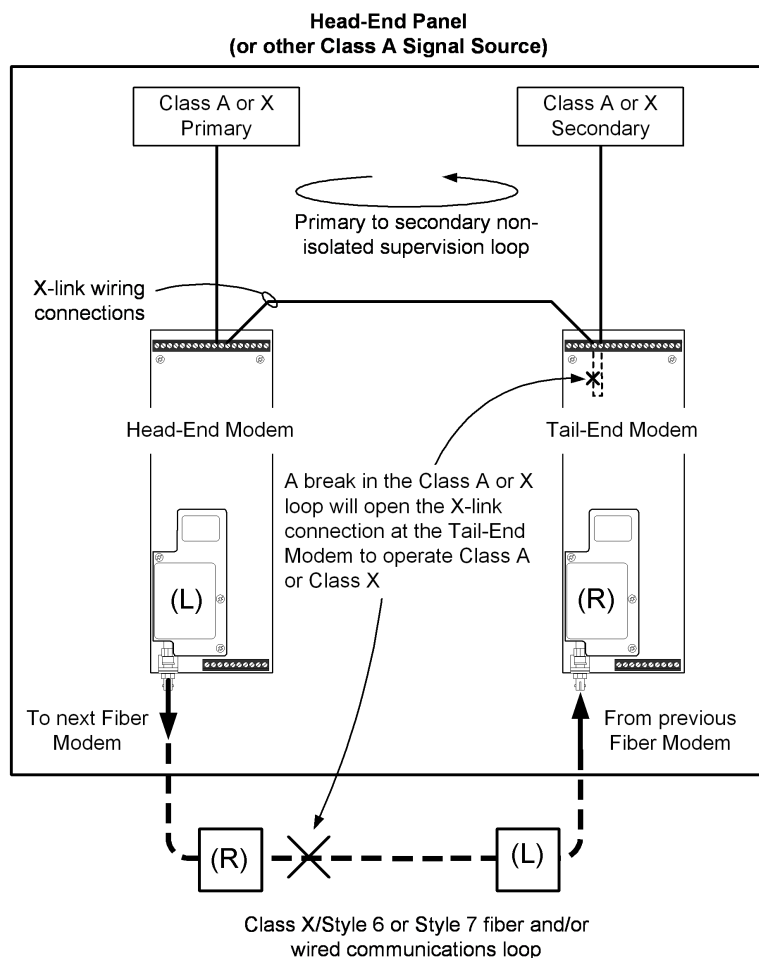 Head-End Panel
(or other Class A Signal Source)
Class A or X
Primary
Class A or X
Secondary
Primary to secondary non-
isolated supervision loop
X-link wiring
connections
Head-End Modem
Tail-End Modem
A break in the Class A or X
loop will open the X-link
connection at the Tail-End
Modem to operate Class A
or Class X
(L)
(R)
To next Fiber
Modem
From previous
Fiber Modem
(R)
(L)
Class X/Style 6 or Style 7 fiber and/or
wired communications loop